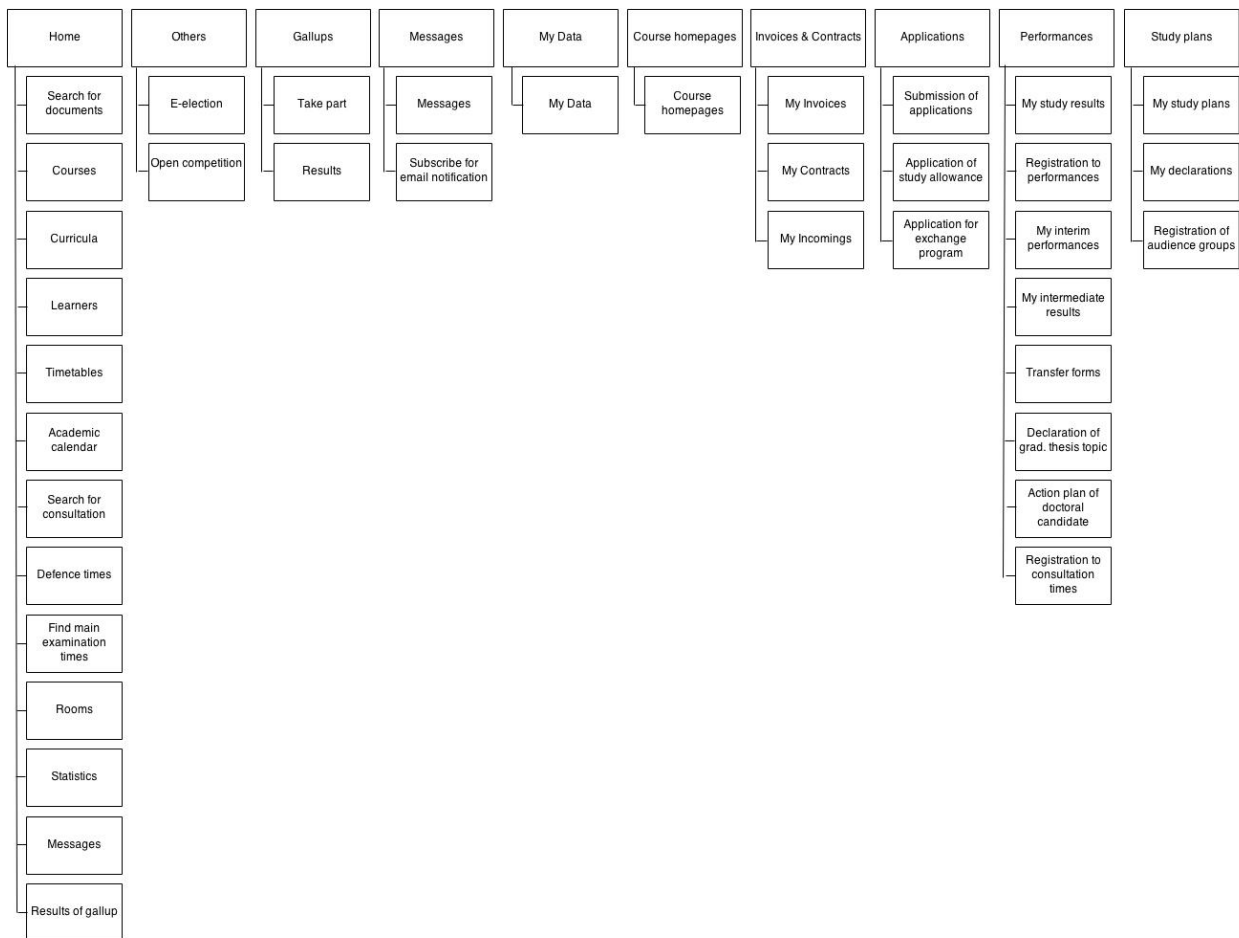 Home
Others
Gallups
Messages
My Data
Course homepages
Invoices & Contracts
Applications
Performances
Study plans
Search for
documents
Courses
Curricula
Learners
Timetables
Academic
calendar
Search for
consultation
Defence times
Find main
examination
times
Rooms
Statistics
Messages
Results of gallup
E-election
Open competition
Take part
Results
Messages
Subscribe for
email notification
My Data
Course
homepages
My Invoices
My Contracts
My Incomings
Submission of
applications
Application of
study allowance
Application for
exchange
program
My study results
Registration to
performances
My interim
performances
My intermediate
results
Transfer forms
Declaration of
grad. thesis topic
Action plan of
doctoral
candidate
Registration to
consultation
times
My study plans
My declarations
Registration of
audience groups